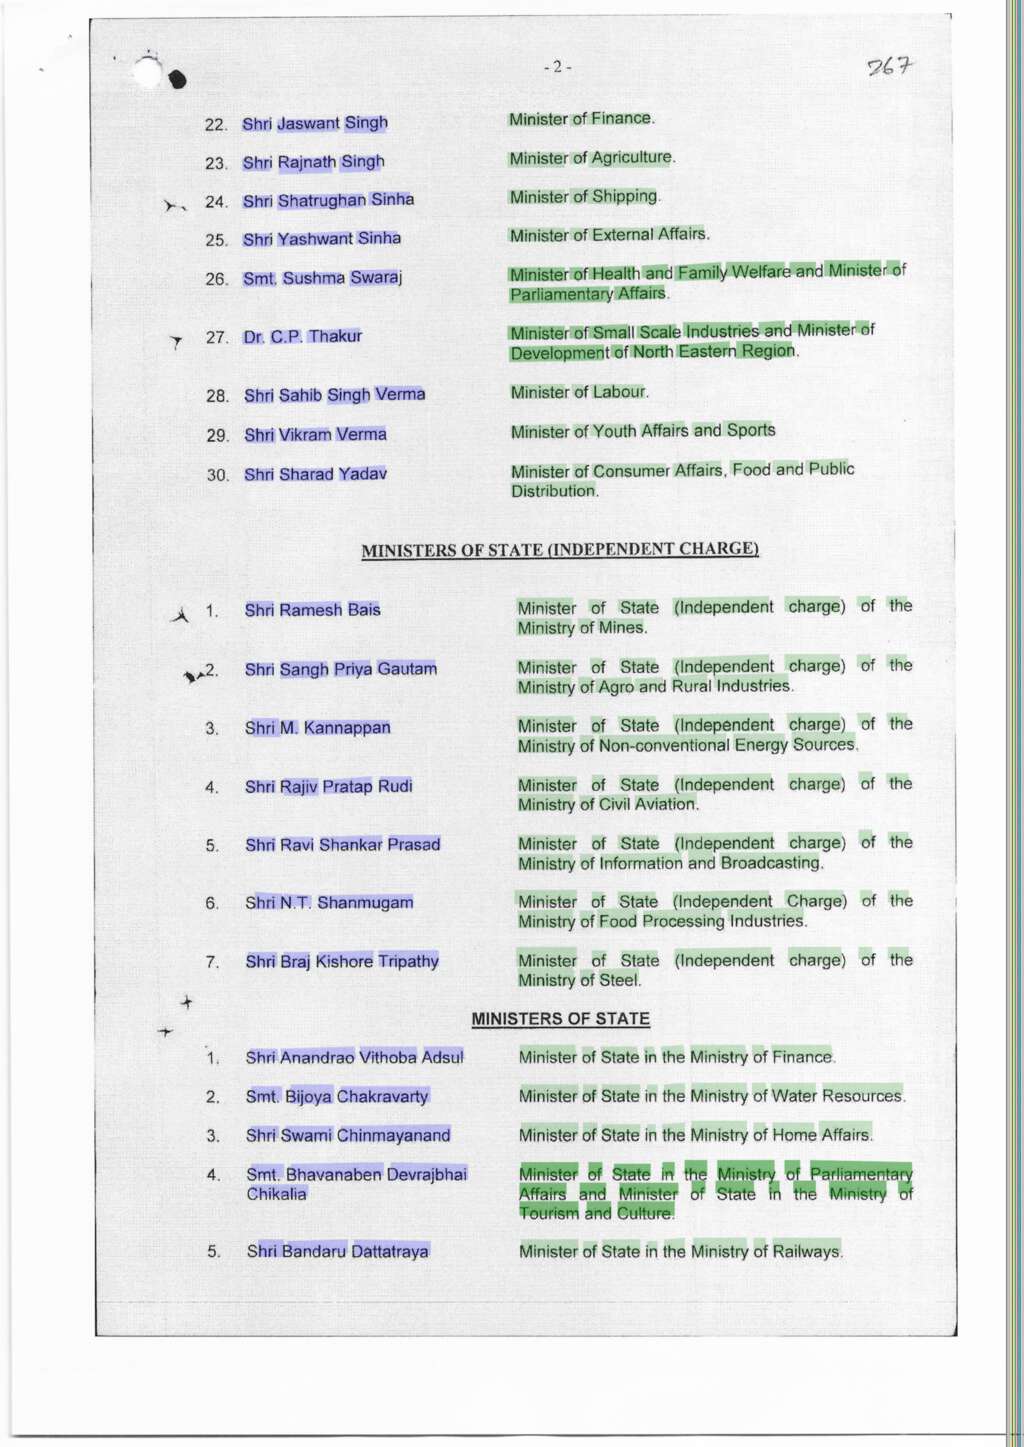 - 2 -
267
22. Shri Jaswant Singh Minister of Finance.
23. Shri Rajnath Singh Minister of Agriculture.
24. Shri Shatrughan Sinha Minister of Shipping.
25. Shri Yashwant Sinha Minister of External Affairs.
26. Smt. Sushma Swaraj Minister of Health and Family Welfare and Minister of
Parliamentary Affairs.
27. Dr. C.P. Thakur Minister of Small Scale Industries and Minister of
Development of North Eastern Region.
28. Shri Sahib Singh Verma Minister of Labour.
29. Shri Vikram Verma Minister of Youth Affairs and Sports
30. Shri Sharad Yadav Minister of Consumer Affairs, Food and Public
Distribution.
MINISTERS OF STATE (INDEPENDENT CHARGE)
1. Shri Ramesh Bais Minister of State (Independent charge) of the
Ministry of Mines.
2. Shri Sangh Priya Gautam Minister of State (Independent charge) of the
Ministry of Agro and Rural Industries.
3. Shri M. Kannappan Minister of State (Independent charge) of the
Ministry of Non-conventional Energy Sources.
4. Shri Rajiv Pratap Rudi Minister of State (Independent charge) of the
Ministry of Civil Aviation.
5. Shri Ravi Shankar Prasad Minister of State (Independent charge) of the
Ministry of Information and Broadcasting.
6. Shri N.T. Shanmugam Minister of State (Independent Charge) of the
Ministry of Food Processing Industries.
7. Shri Braj Kishore Tripathy Minister of State (Independent charge) of the
Ministry of Steel.
MINISTERS OF STATE
1. Shri Anandrao Vithoba Adsul Minister of State in the Ministry of Finance.
2. Smt. Bijoya Chakravarty Minister of State in the Ministry of Water Resources.
3. Shri Swami Chinmayanand Minister of State in the Ministry of Home Affairs.
4. Smt. Bhavanaben Devrajbhai Minister of State in the Ministry of Parliamentary
Chikalia Affairs and Minister of State in the Ministry of
Tourism and Culture.
5. Shri Bandaru Dattatraya Minister of State in the Ministry of Railways.